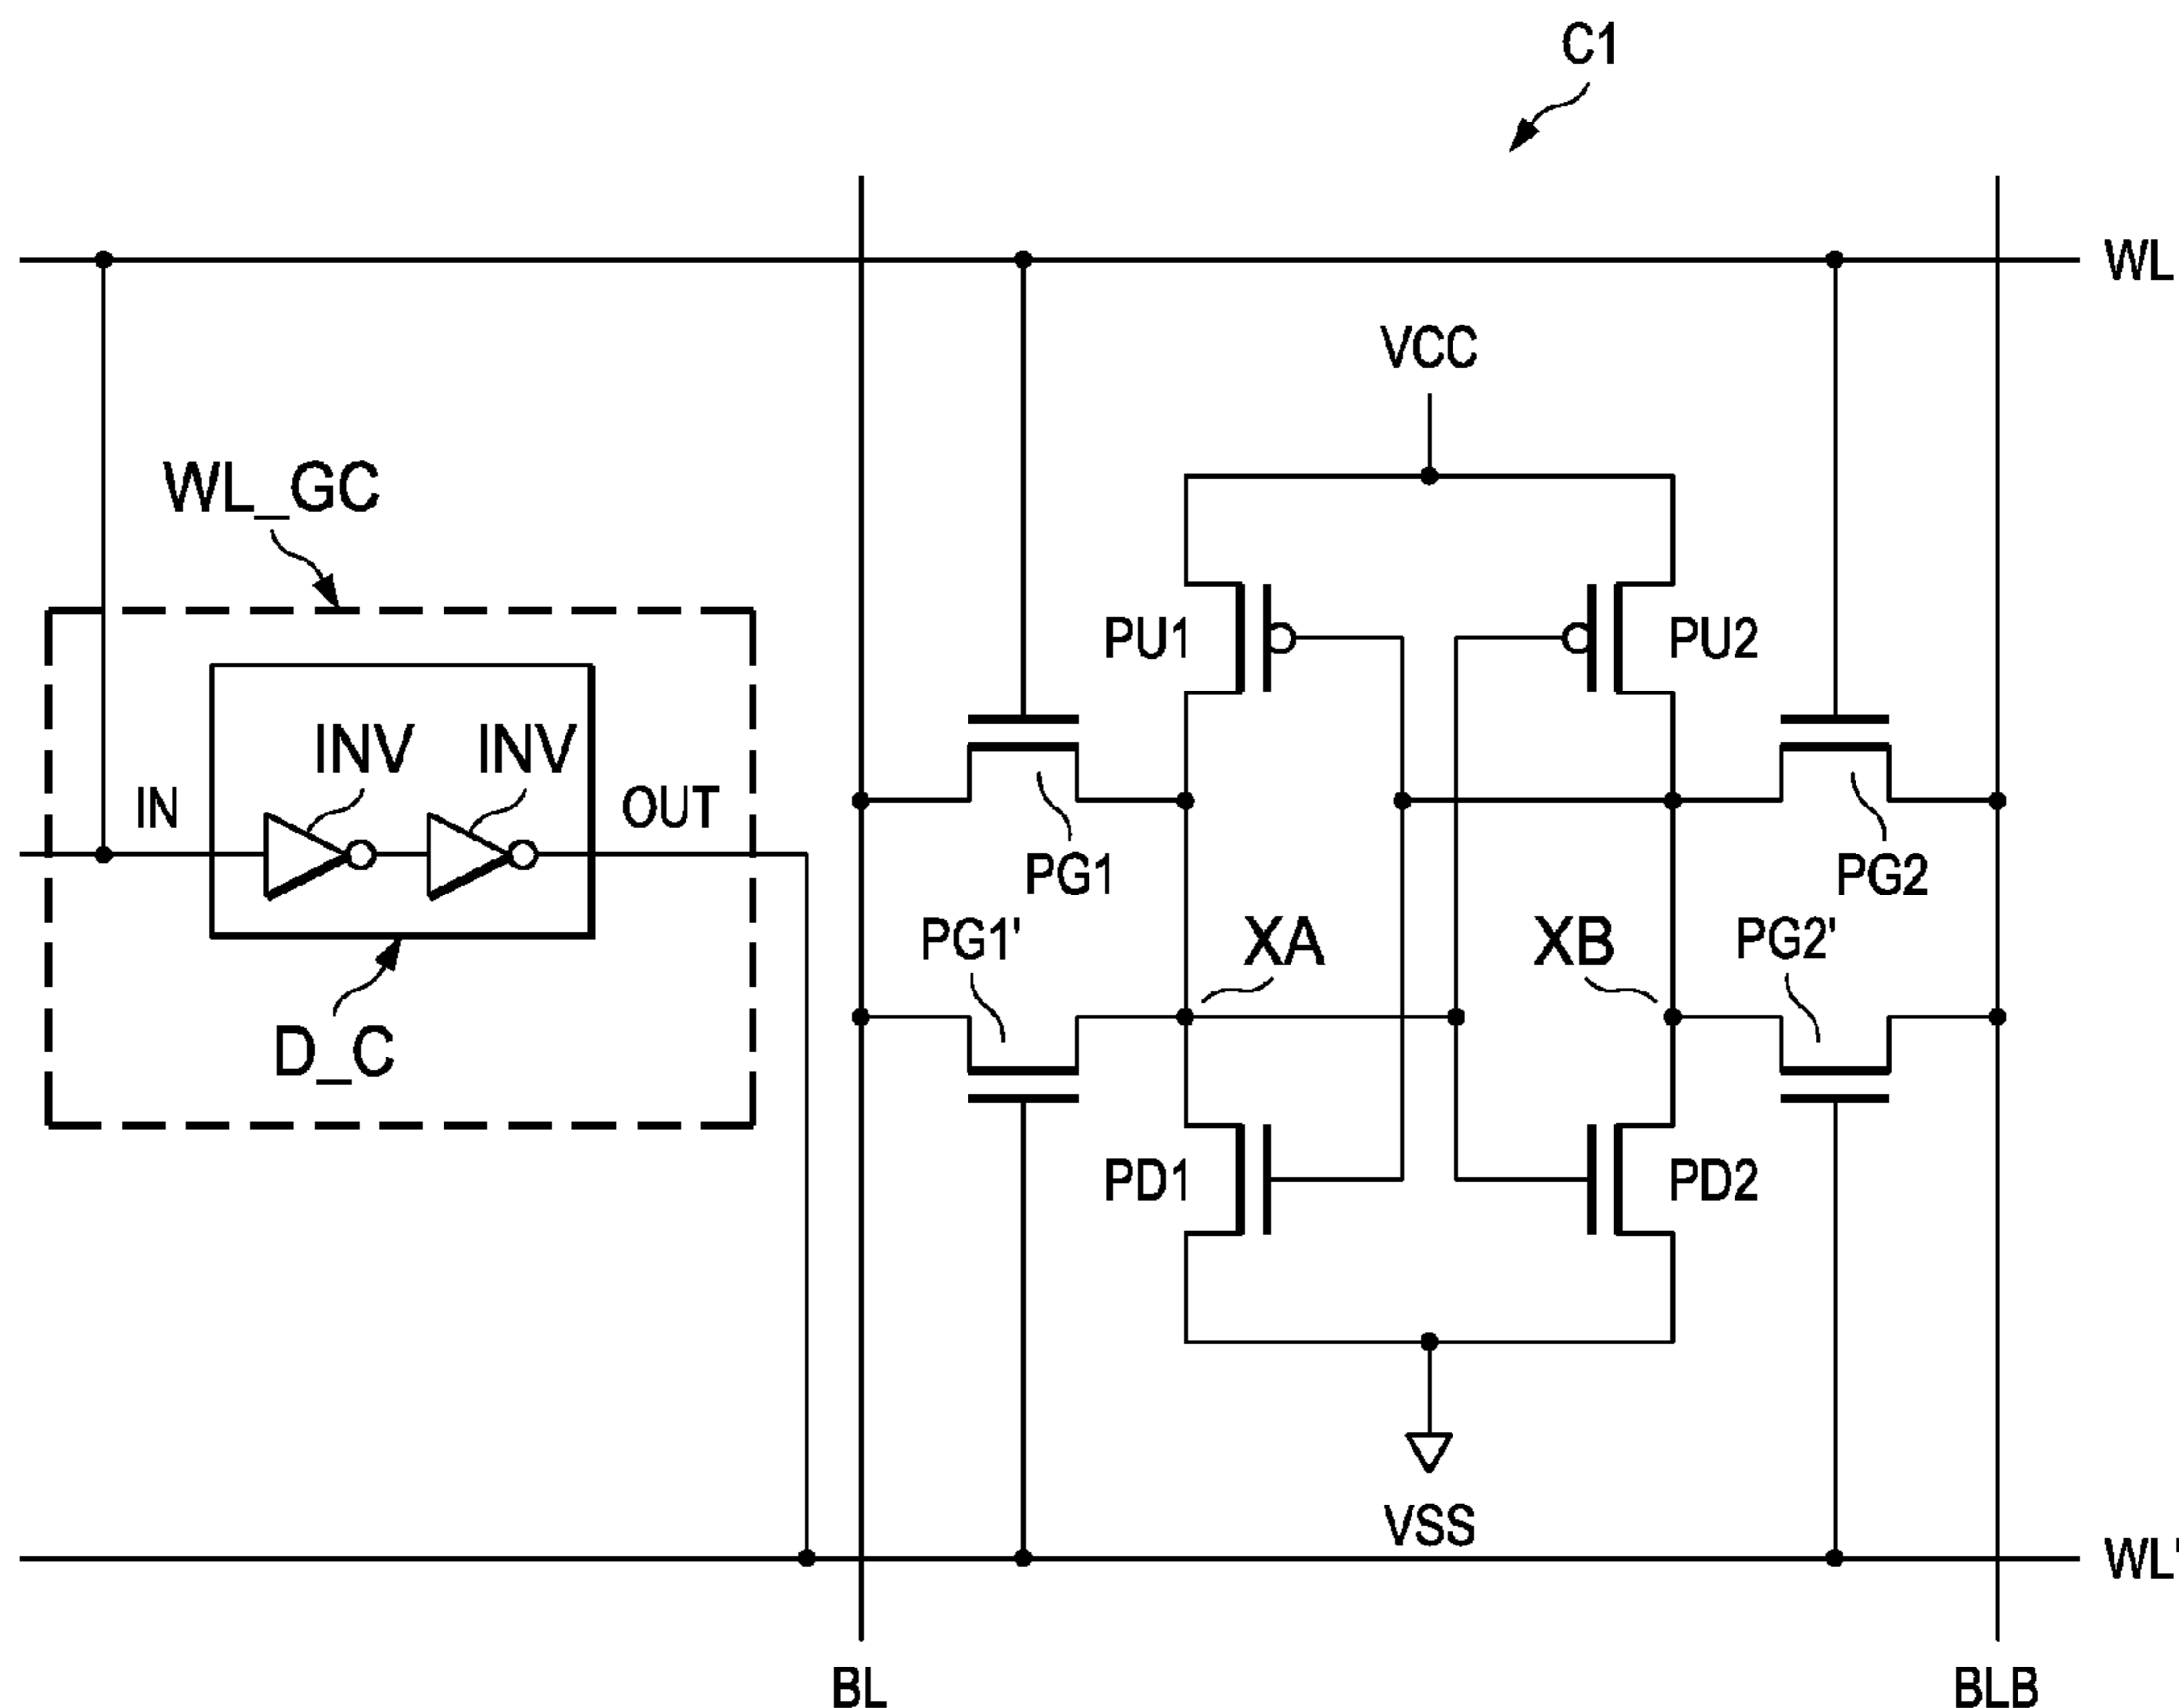 C1
WL
VCC
WL_GC
PU1
PU2
INV
INV
IN
OUT
PG1
PG2
PG1'
XA
XB
PG2'
D_C
PD1
PD2
VSS
WL'
BL
BLB